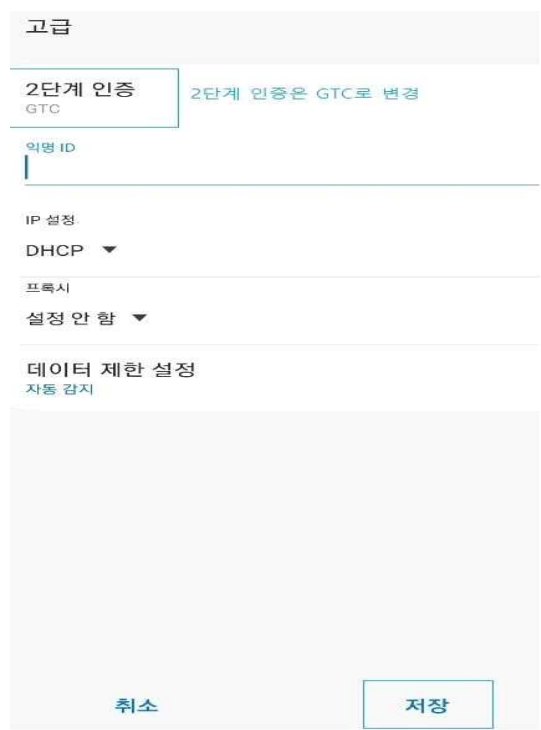 고급
2단계 인증
GTC
2단계 인증은 GTC로 변경
익명 ID
IP 설정
DHCP
프록시
설정 안 함
데이터 제한 설정
자동 감지
취소
저장